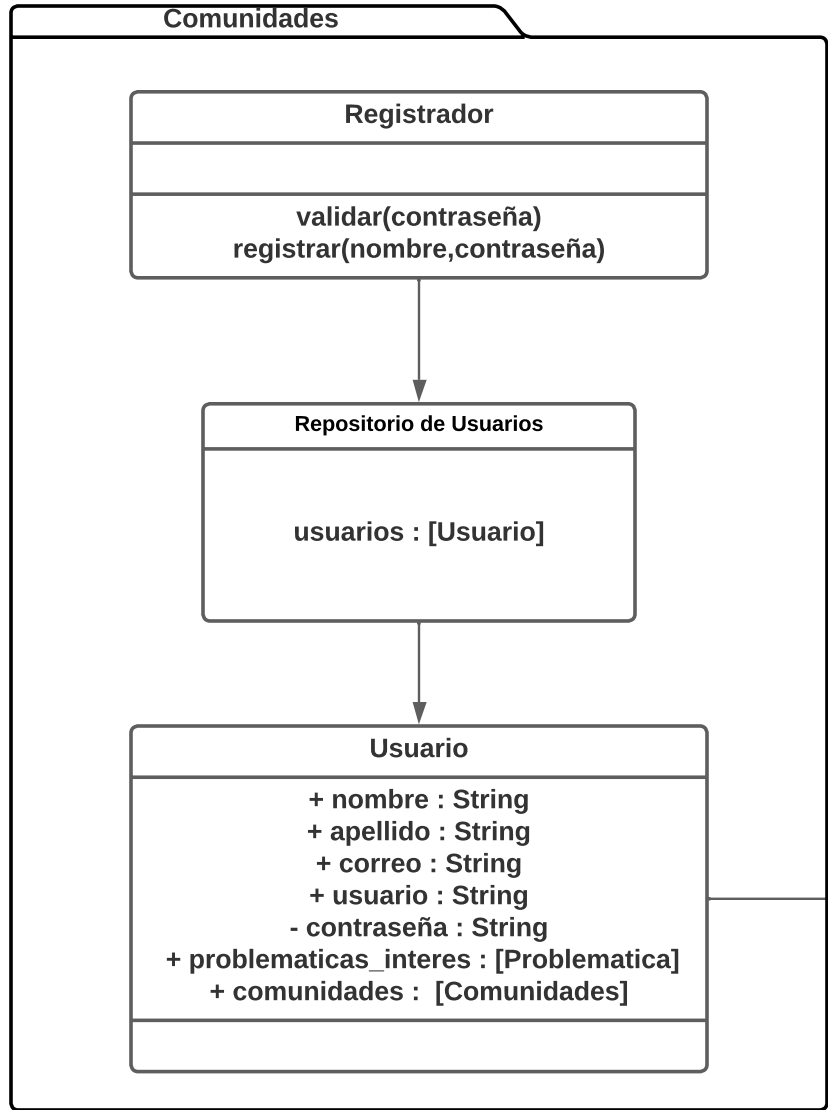 Comunidades
Registrador
validar(contraseña)
registrar(nombre,contraseña)
Repositorio de Usuarios
usuarios : [Usuario]
Usuario
+ nombre : String
+ apellido : String
+ correo : String
+ usuario : String
- contraseña : String
+ problematicas_interes : [Problematica]
+ comunidades :  [Comunidades]